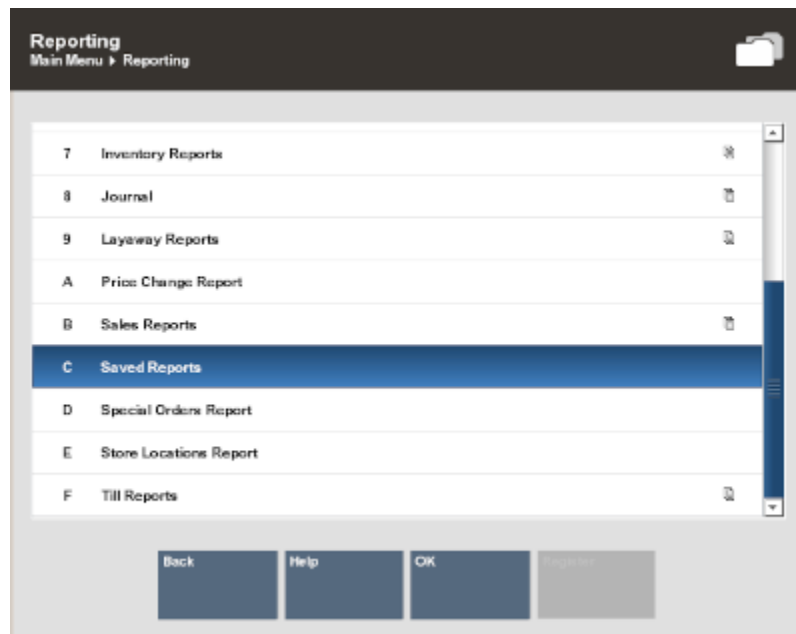 Reporting
Main Menu ▸ Reporting
7 Inventory Reports
8 Journal
9 Layaway Reports
A Price Change Report
B Sales Reports
C Saved Reports
D Special Orders Report
E Store Locations Report
F Till Reports
Back Help OK Register